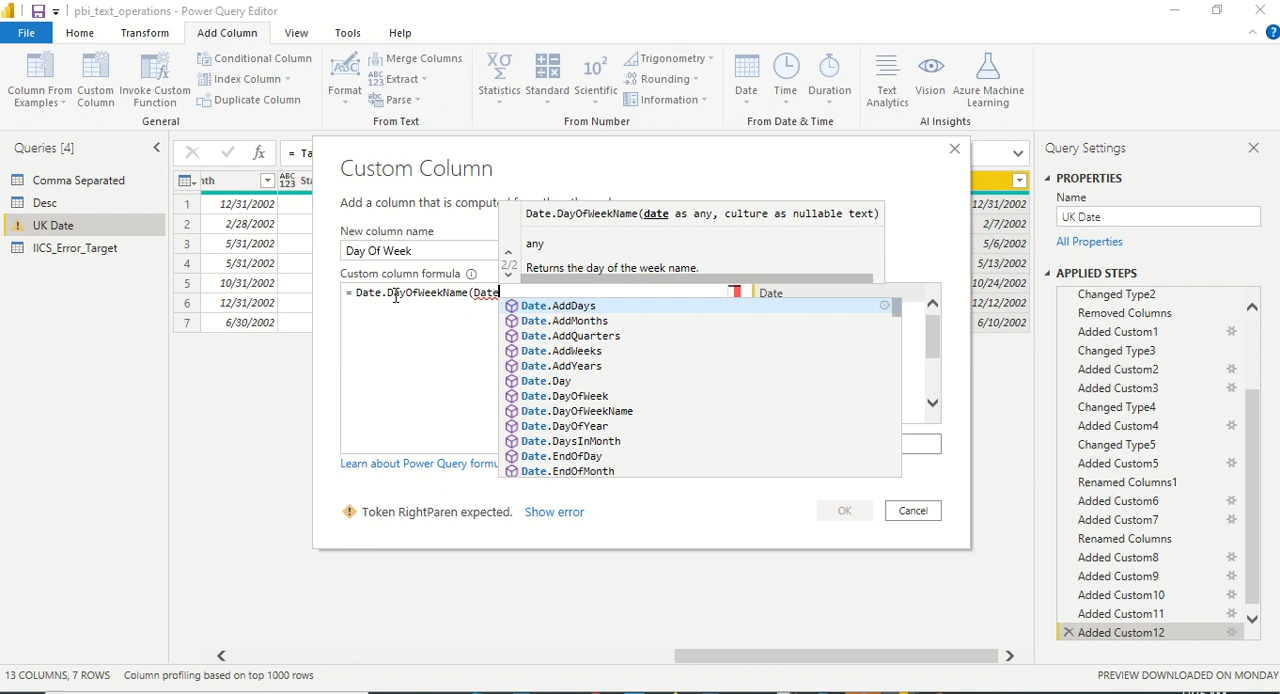 pbi_text_operations - Power Query Editor
File Home Transform Add Column View Tools Help
Column From Examples
Custom Column
Invoke Custom Function
Conditional Column
Index Column
Duplicate Column
General
Format
ABC
Merge Columns
ABC 123 Extract
abc Parse
From Text
XΣσ
Statistics
Standard
10²
Scientific
Trigonometry
Rounding
Information
From Number
Date
Time
Duration
From Date & Time
Text Analytics
Vision
Azure Machine Learning
AI Insights
Queries [4]
Comma Separated
Desc
UK Date
IICS_Error_Target
fx
= Ta
nth
ABC 123 Sta
1 12/31/2002
2 2/28/2002
3 5/31/2002
4 5/31/2002
5 10/31/2002
6 12/31/2002
7 6/30/2002
12/31/2002
2/7/2002
5/6/2002
5/13/2002
10/24/2002
12/12/2002
6/10/2002
Custom Column
Add a column that is computed
New column name
Day Of Week
Custom column formula
= Date.DayOfWeekName(Date
Date.DayOfWeekName(date as any, culture as nullable text)
any
2/2
Returns the day of the week name.
Date
Date.AddDays
Date.AddMonths
Date.AddQuarters
Date.AddWeeks
Date.AddYears
Date.Day
Date.DayOfWeek
Date.DayOfWeekName
Date.DayOfYear
Date.DaysInMonth
Date.EndOfDay
Date.EndOfMonth
Learn about Power Query formu
Token RightParen expected. Show error
OK Cancel
Query Settings
PROPERTIES
Name
UK Date
All Properties
APPLIED STEPS
Changed Type2
Removed Columns
Added Custom1
Changed Type3
Added Custom2
Added Custom3
Changed Type4
Added Custom4
Changed Type5
Added Custom5
Renamed Columns1
Added Custom6
Added Custom7
Renamed Columns
Added Custom8
Added Custom9
Added Custom10
Added Custom11
Added Custom12
13 COLUMNS, 7 ROWS Column profiling based on top 1000 rows
PREVIEW DOWNLOADED ON MONDAY